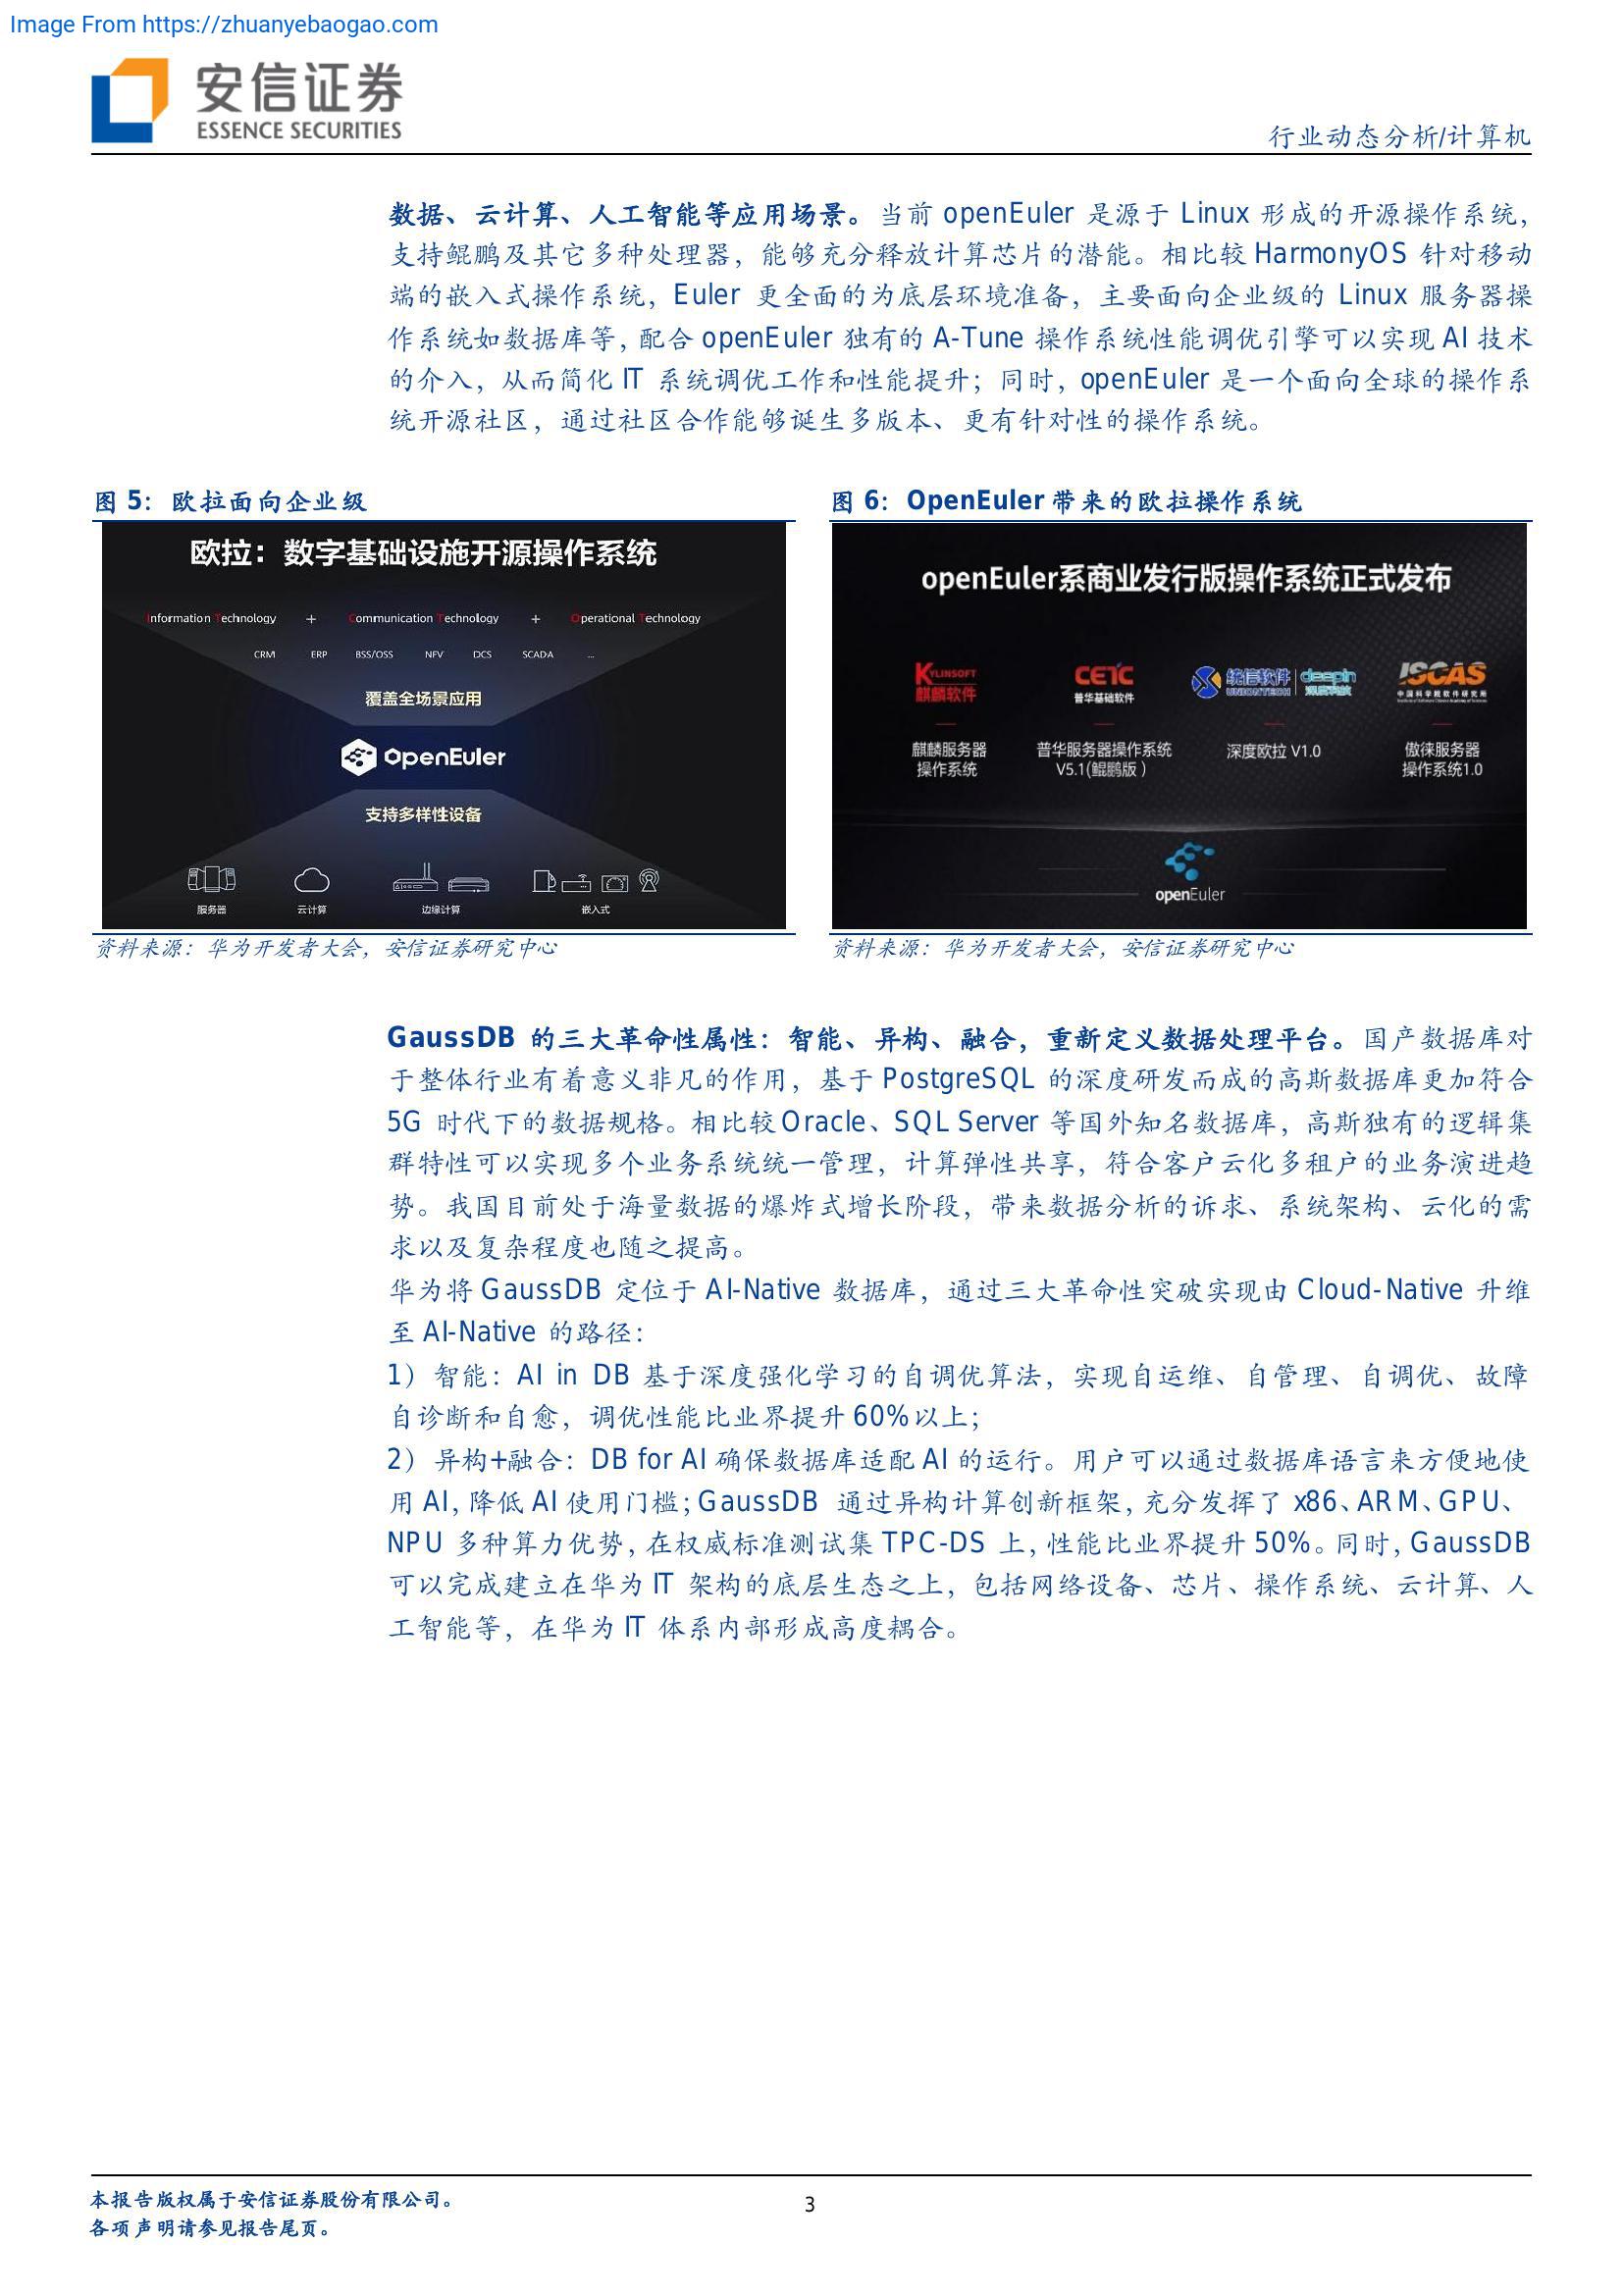 Image From https://zhuanyebaogao.com
安信证券
ESSENCE SECURITIES
行业动态分析/计算机
数据、云计算、人工智能等应用场景。当前 openEuler 是源于 Linux 形成的开源操作系统，
支持鲲鹏及其它多种处理器，能够充分释放计算芯片的潜能。相比较 HarmonyOS 针对移动
端的嵌入式操作系统，Euler 更全面的为底层环境准备，主要面向企业级的 Linux 服务器操
作系统如数据库等，配合 openEuler 独有的 A-Tune 操作系统性能调优引擎可以实现 AI 技术
的介入，从而简化 IT 系统调优工作和性能提升；同时，openEuler 是一个面向全球的操作系
统开源社区，通过社区合作能够诞生多版本、更有针对性的操作系统。
图 5：欧拉面向企业级
欧拉：数字基础设施开源操作系统
Information Technology + Communication Technology + Operational Technology
CRM ERP BSS/OSS NFV DCS SCADA ...
覆盖全场景应用
OpenEuler
支持多样性设备
服务器 云计算 边缘计算 嵌入式
资料来源：华为开发者大会，安信证券研究中心
图 6：OpenEuler 带来的欧拉操作系统
openEuler系商业发行版操作系统正式发布
KYLINSOFT
麒麟软件
CETC
普华基础软件
统信软件
UNIONTECH
deepin
深度科技
ISCAS
中国科学院软件研究所
麒麟服务器
操作系统
普华服务器操作系统
V5.1(鲲鹏版 )
深度欧拉 V1.0
傲徕服务器
操作系统1.0
openEuler
资料来源：华为开发者大会，安信证券研究中心
GaussDB 的三大革命性属性：智能、异构、融合，重新定义数据处理平台。国产数据库对
于整体行业有着意义非凡的作用，基于 PostgreSQL 的深度研发而成的高斯数据库更加符合
5G 时代下的数据规格。相比较 Oracle、SQL Server 等国外知名数据库，高斯独有的逻辑集
群特性可以实现多个业务系统统一管理，计算弹性共享，符合客户云化多租户的业务演进趋
势。我国目前处于海量数据的爆炸式增长阶段，带来数据分析的诉求、系统架构、云化的需
求以及复杂程度也随之提高。
华为将 GaussDB 定位于 AI-Native 数据库，通过三大革命性突破实现由 Cloud-Native 升维
至 AI-Native 的路径：
1）智能：AI in DB 基于深度强化学习的自调优算法，实现自运维、自管理、自调优、故障
自诊断和自愈，调优性能比业界提升 60%以上；
2）异构+融合：DB for AI 确保数据库适配 AI 的运行。用户可以通过数据库语言来方便地使
用 AI，降低 AI 使用门槛；GaussDB 通过异构计算创新框架，充分发挥了 x86、ARM、GPU、
NPU 多种算力优势，在权威标准测试集 TPC-DS 上，性能比业界提升 50%。同时，GaussDB
可以完成建立在华为 IT 架构的底层生态之上，包括网络设备、芯片、操作系统、云计算、人
工智能等，在华为 IT 体系内部形成高度耦合。
本报告版权属于安信证券股份有限公司。
各项声明请参见报告尾页。
3